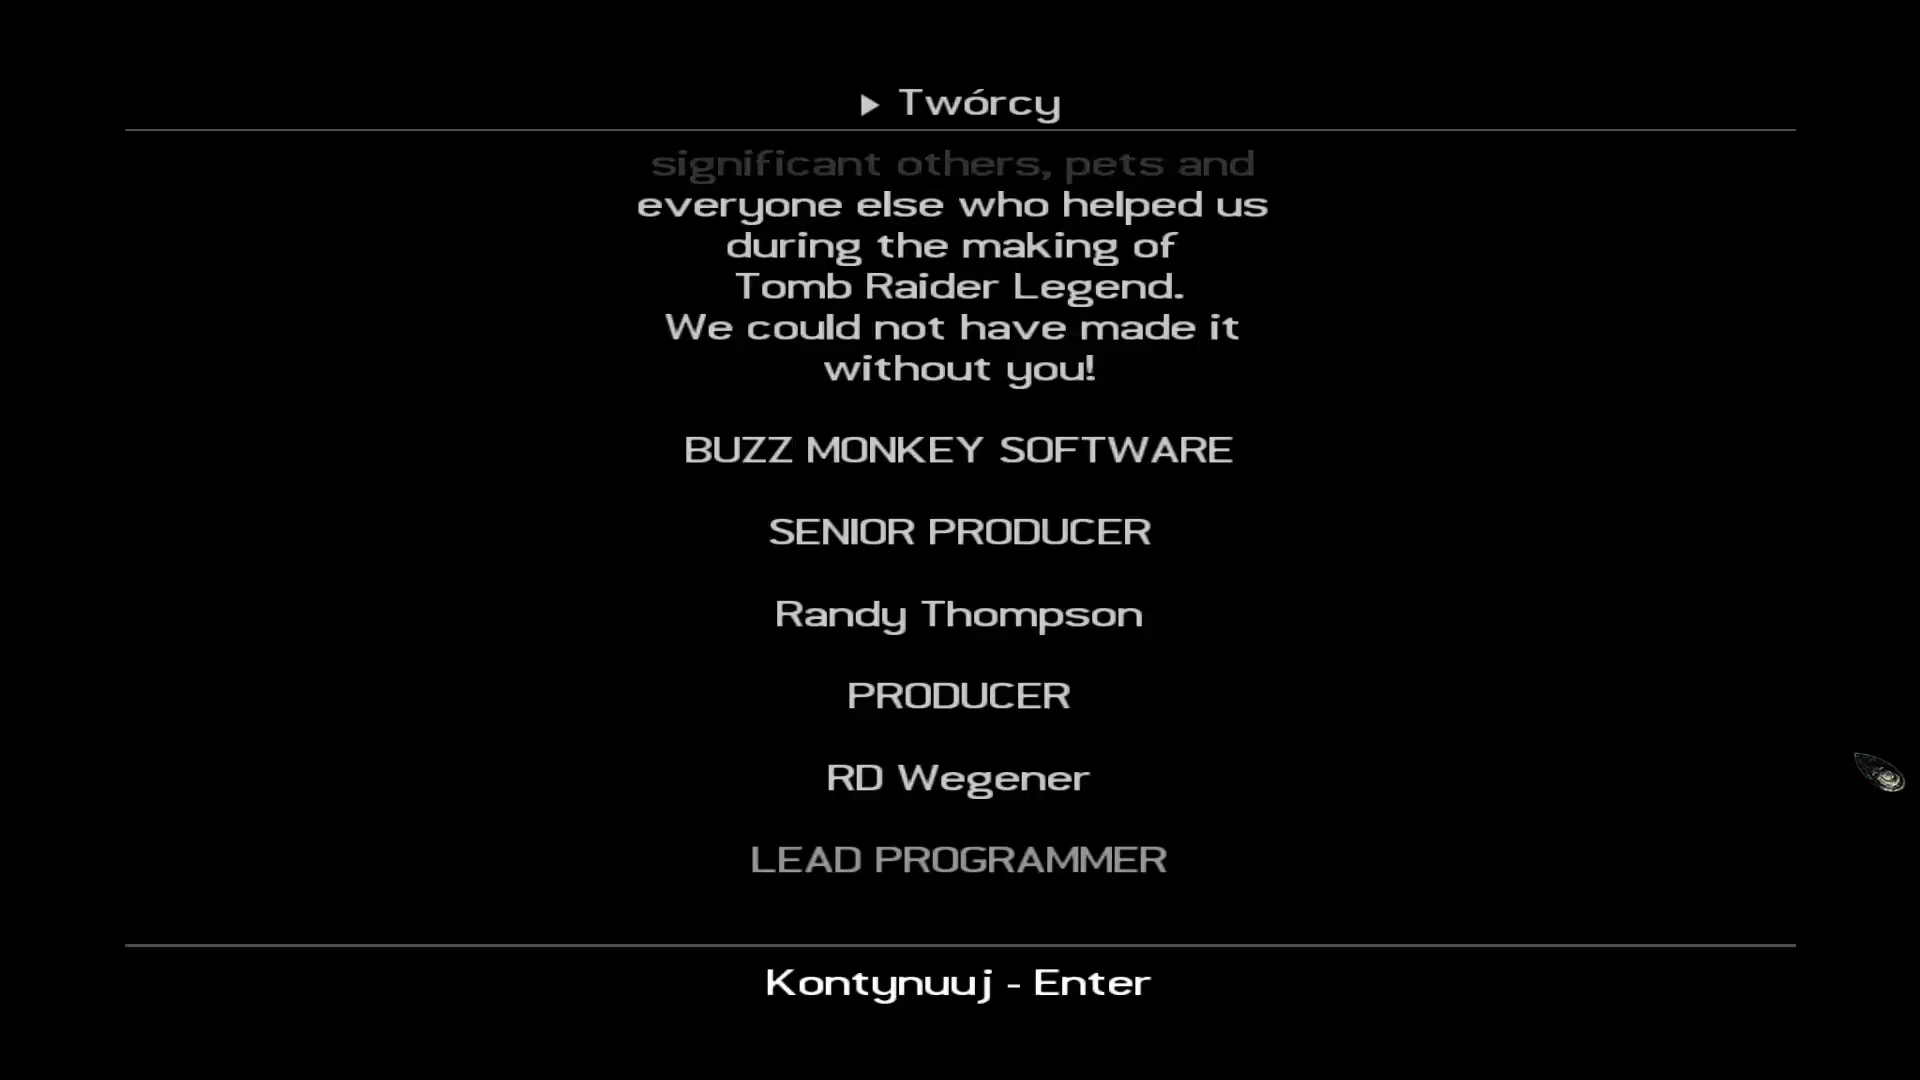 Twórcy
significant others, pets and
everyone else who helped us
during the making of
Tomb Raider Legend.
We could not have made it
without you!
BUZZ MONKEY SOFTWARE
SENIOR PRODUCER
Randy Thompson
PRODUCER
RD Wegener
LEAD PROGRAMMER
Kontynuuj - Enter